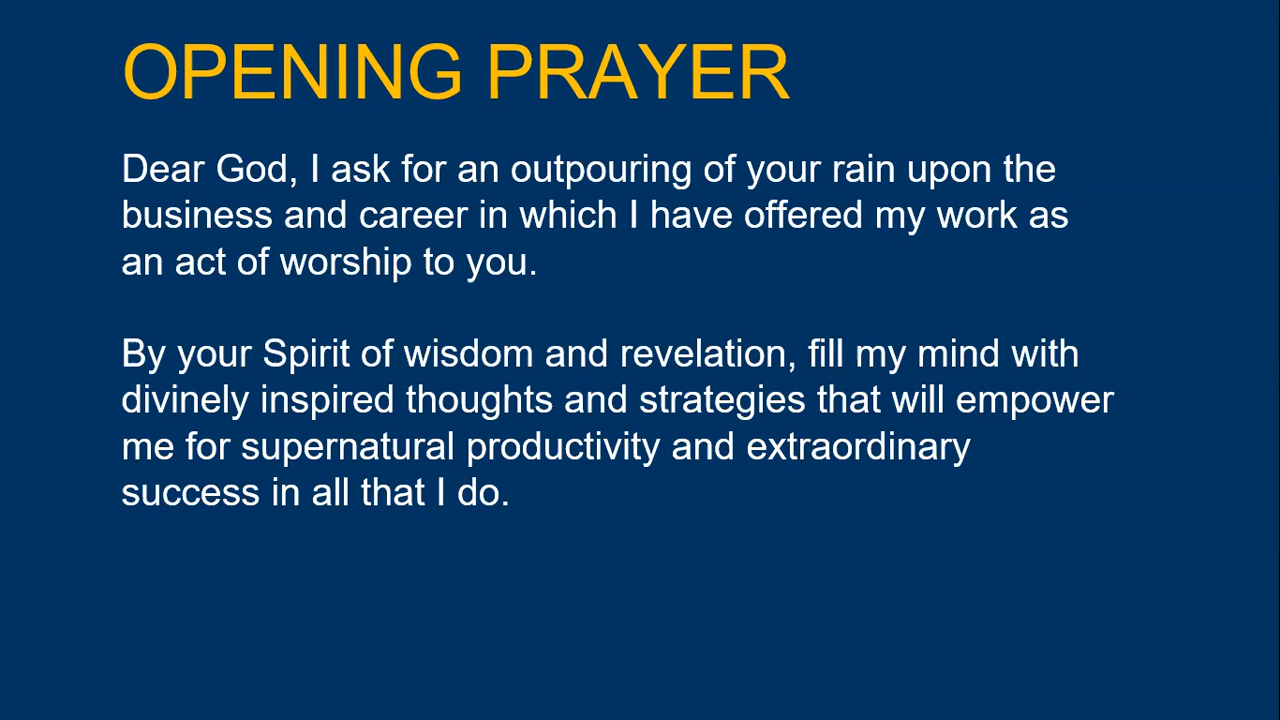 OPENING PRAYER
Dear God, I ask for an outpouring of your rain upon the
business and career in which I have offered my work as
an act of worship to you.
By your Spirit of wisdom and revelation, fill my mind with
divinely inspired thoughts and strategies that will empower
me for supernatural productivity and extraordinary
success in all that I do.